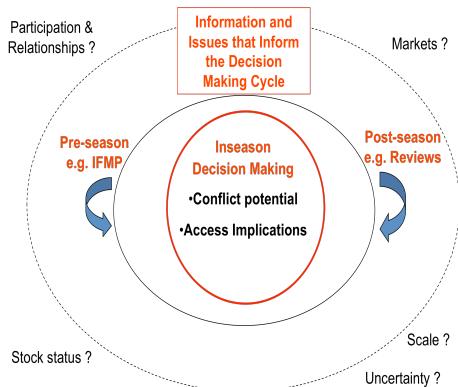 Participation &
Relationships ?
Information and
Issues that Inform
the Decision
Making Cycle
Markets ?
Pre-season
e.g. IFMP
Inseason
Decision Making
•Conflict potential
•Access Implications
Post-season
e.g. Reviews
Stock status ?
Scale ?
Uncertainty ?